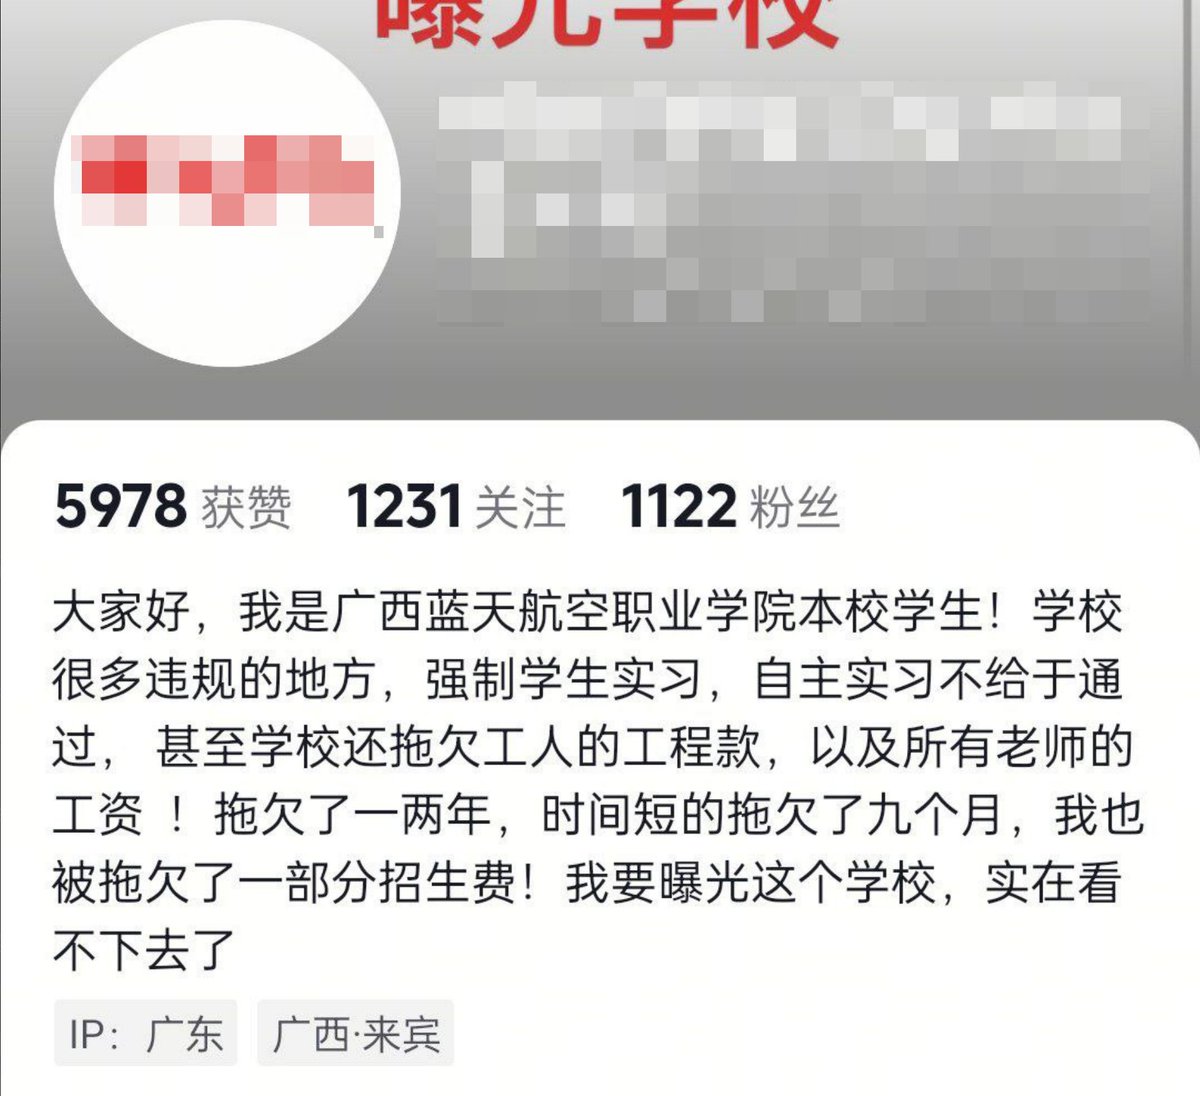 曝光学校
5978 获赞 1231 关注 1122 粉丝
大家好，我是广西蓝天航空职业学院本校学生！学校
很多违规的地方，强制学生实习，自主实习不给于通
过， 甚至学校还拖欠工人的工程款，以及所有老师的
工资 ！拖欠了一两年，时间短的拖欠了九个月，我也
被拖欠了一部分招生费！我要曝光这个学校，实在看
不下去了
IP：广东 广西·来宾